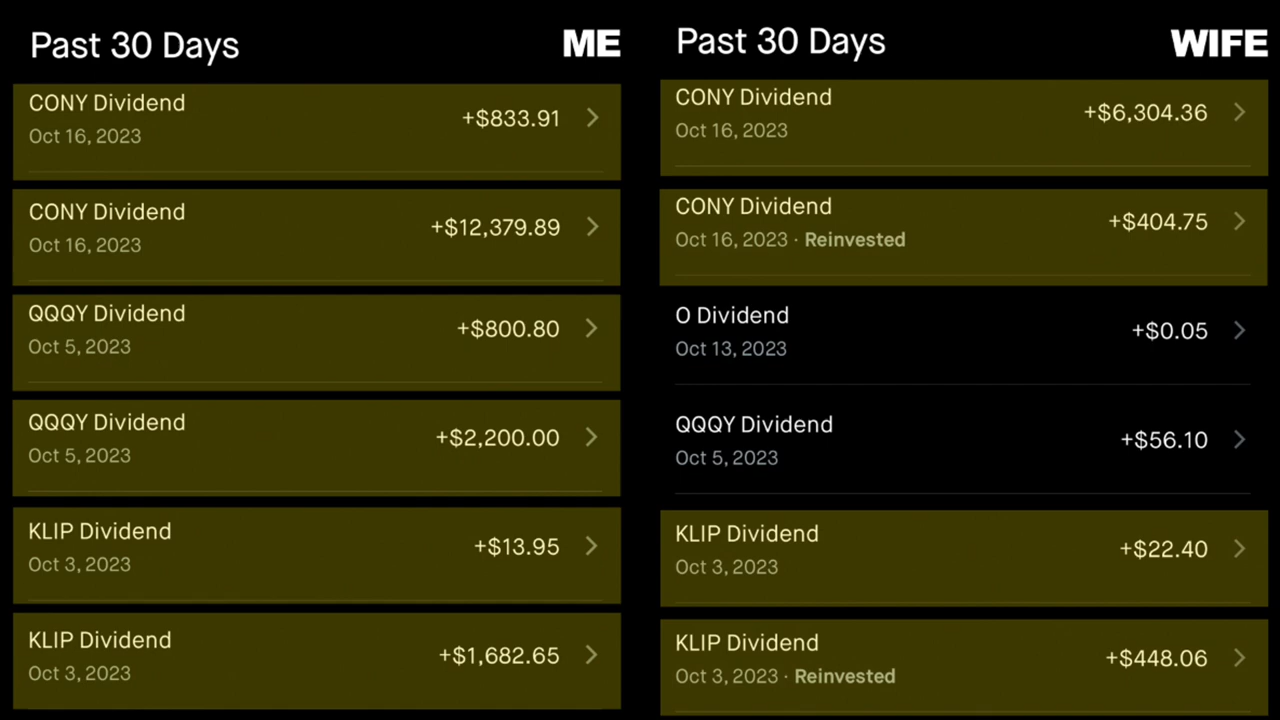 Past 30 Days
ME
CONY Dividend
+$833.91
Oct 16, 2023
CONY Dividend
+$12,379.89
Oct 16, 2023
QQQY Dividend
+$800.80
Oct 5, 2023
QQQY Dividend
+$2,200.00
Oct 5, 2023
KLIP Dividend
+$13.95
Oct 3, 2023
KLIP Dividend
+$1,682.65
Oct 3, 2023
Past 30 Days
WIFE
CONY Dividend
+$6,304.36
Oct 16, 2023
CONY Dividend
+$404.75
Oct 16, 2023 · Reinvested
O Dividend
+$0.05
Oct 13, 2023
QQQY Dividend
+$56.10
Oct 5, 2023
KLIP Dividend
+$22.40
Oct 3, 2023
KLIP Dividend
+$448.06
Oct 3, 2023 · Reinvested